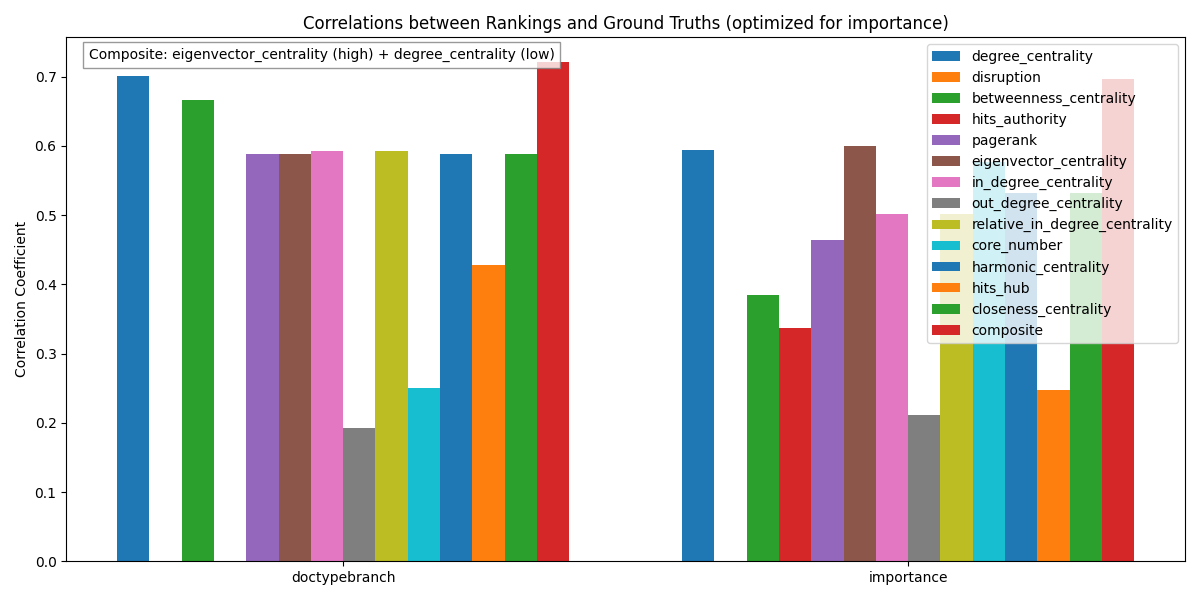 Correlations between Rankings and Ground Truths (optimized for importance)
Composite: eigenvector_centrality (high) + degree_centrality (low)
degree_centrality
disruption
betweenness_centrality
hits_authority
pagerank
eigenvector_centrality
in_degree_centrality
out_degree_centrality
relative_in_degree_centrality
core_number
harmonic_centrality
hits_hub
closeness_centrality
composite
Correlation Coefficient
0.7
0.6
0.5
0.4
0.3
0.2
0.1
0.0
doctypebranch
importance